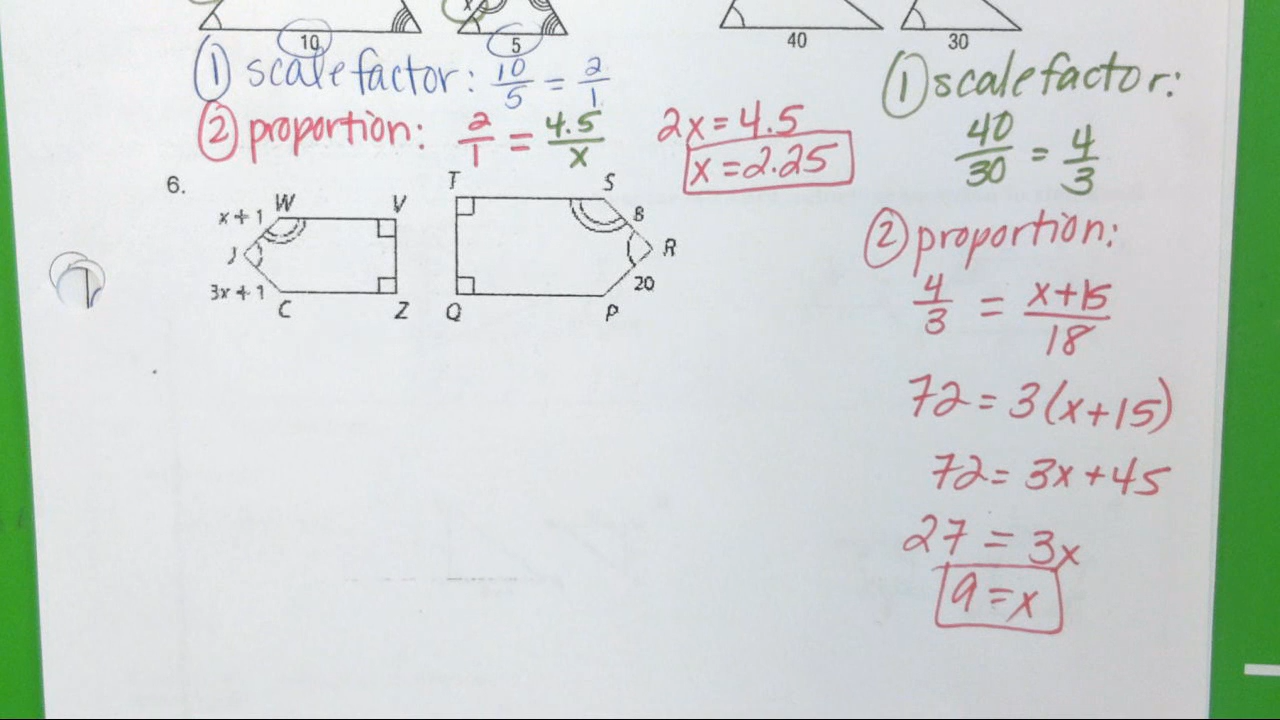 10
x
5
40
30
① scale factor: 10/5 = 2/1
② proportion: 2/1 = 4.5/x
2x = 4.5
x = 2.25
6.
x + 1
W
V
J
3x + 1
C
Z
T
S
8
R
20
Q
P
① scale factor:
40/30 = 4/3
② proportion:
4/3 = x+15/18
72 = 3(x+15)
72 = 3x+45
27 = 3x
9 = x